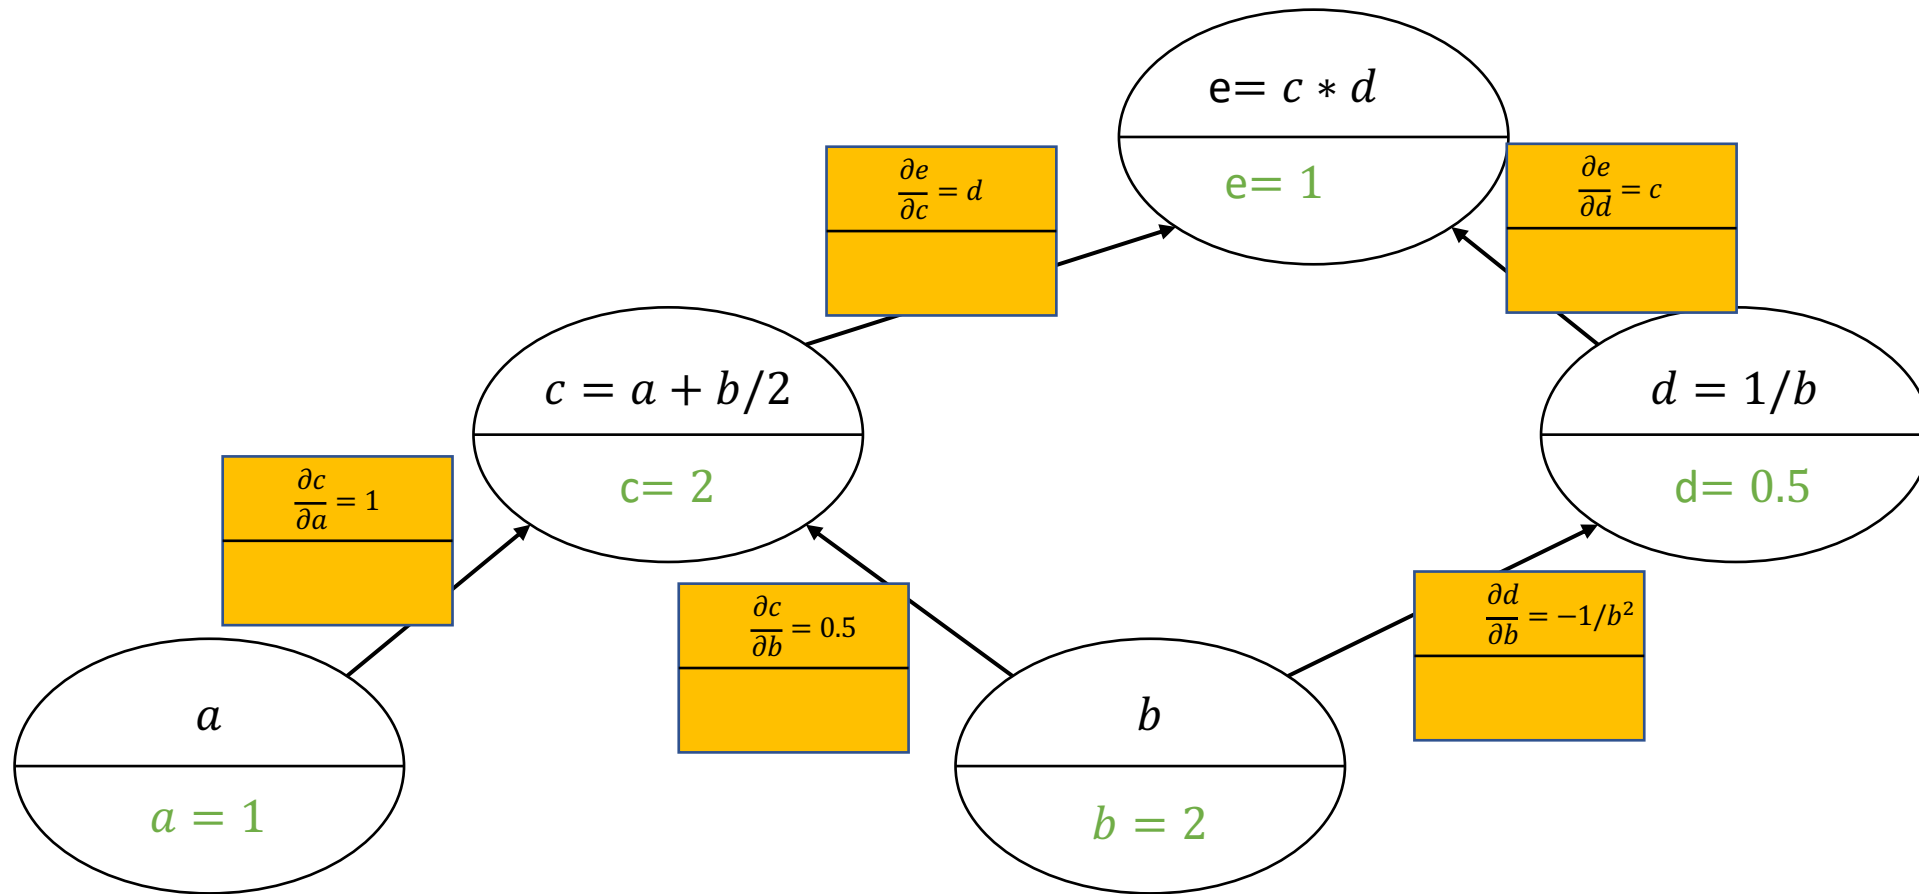 e= c ∗ d
e= 1
∂e/∂c = d
∂e/∂d = c
c = a + b/2
c= 2
d = 1/b
d= 0.5
∂c/∂a = 1
∂c/∂b = 0.5
∂d/∂b = −1/b²
a
a = 1
b
b = 2